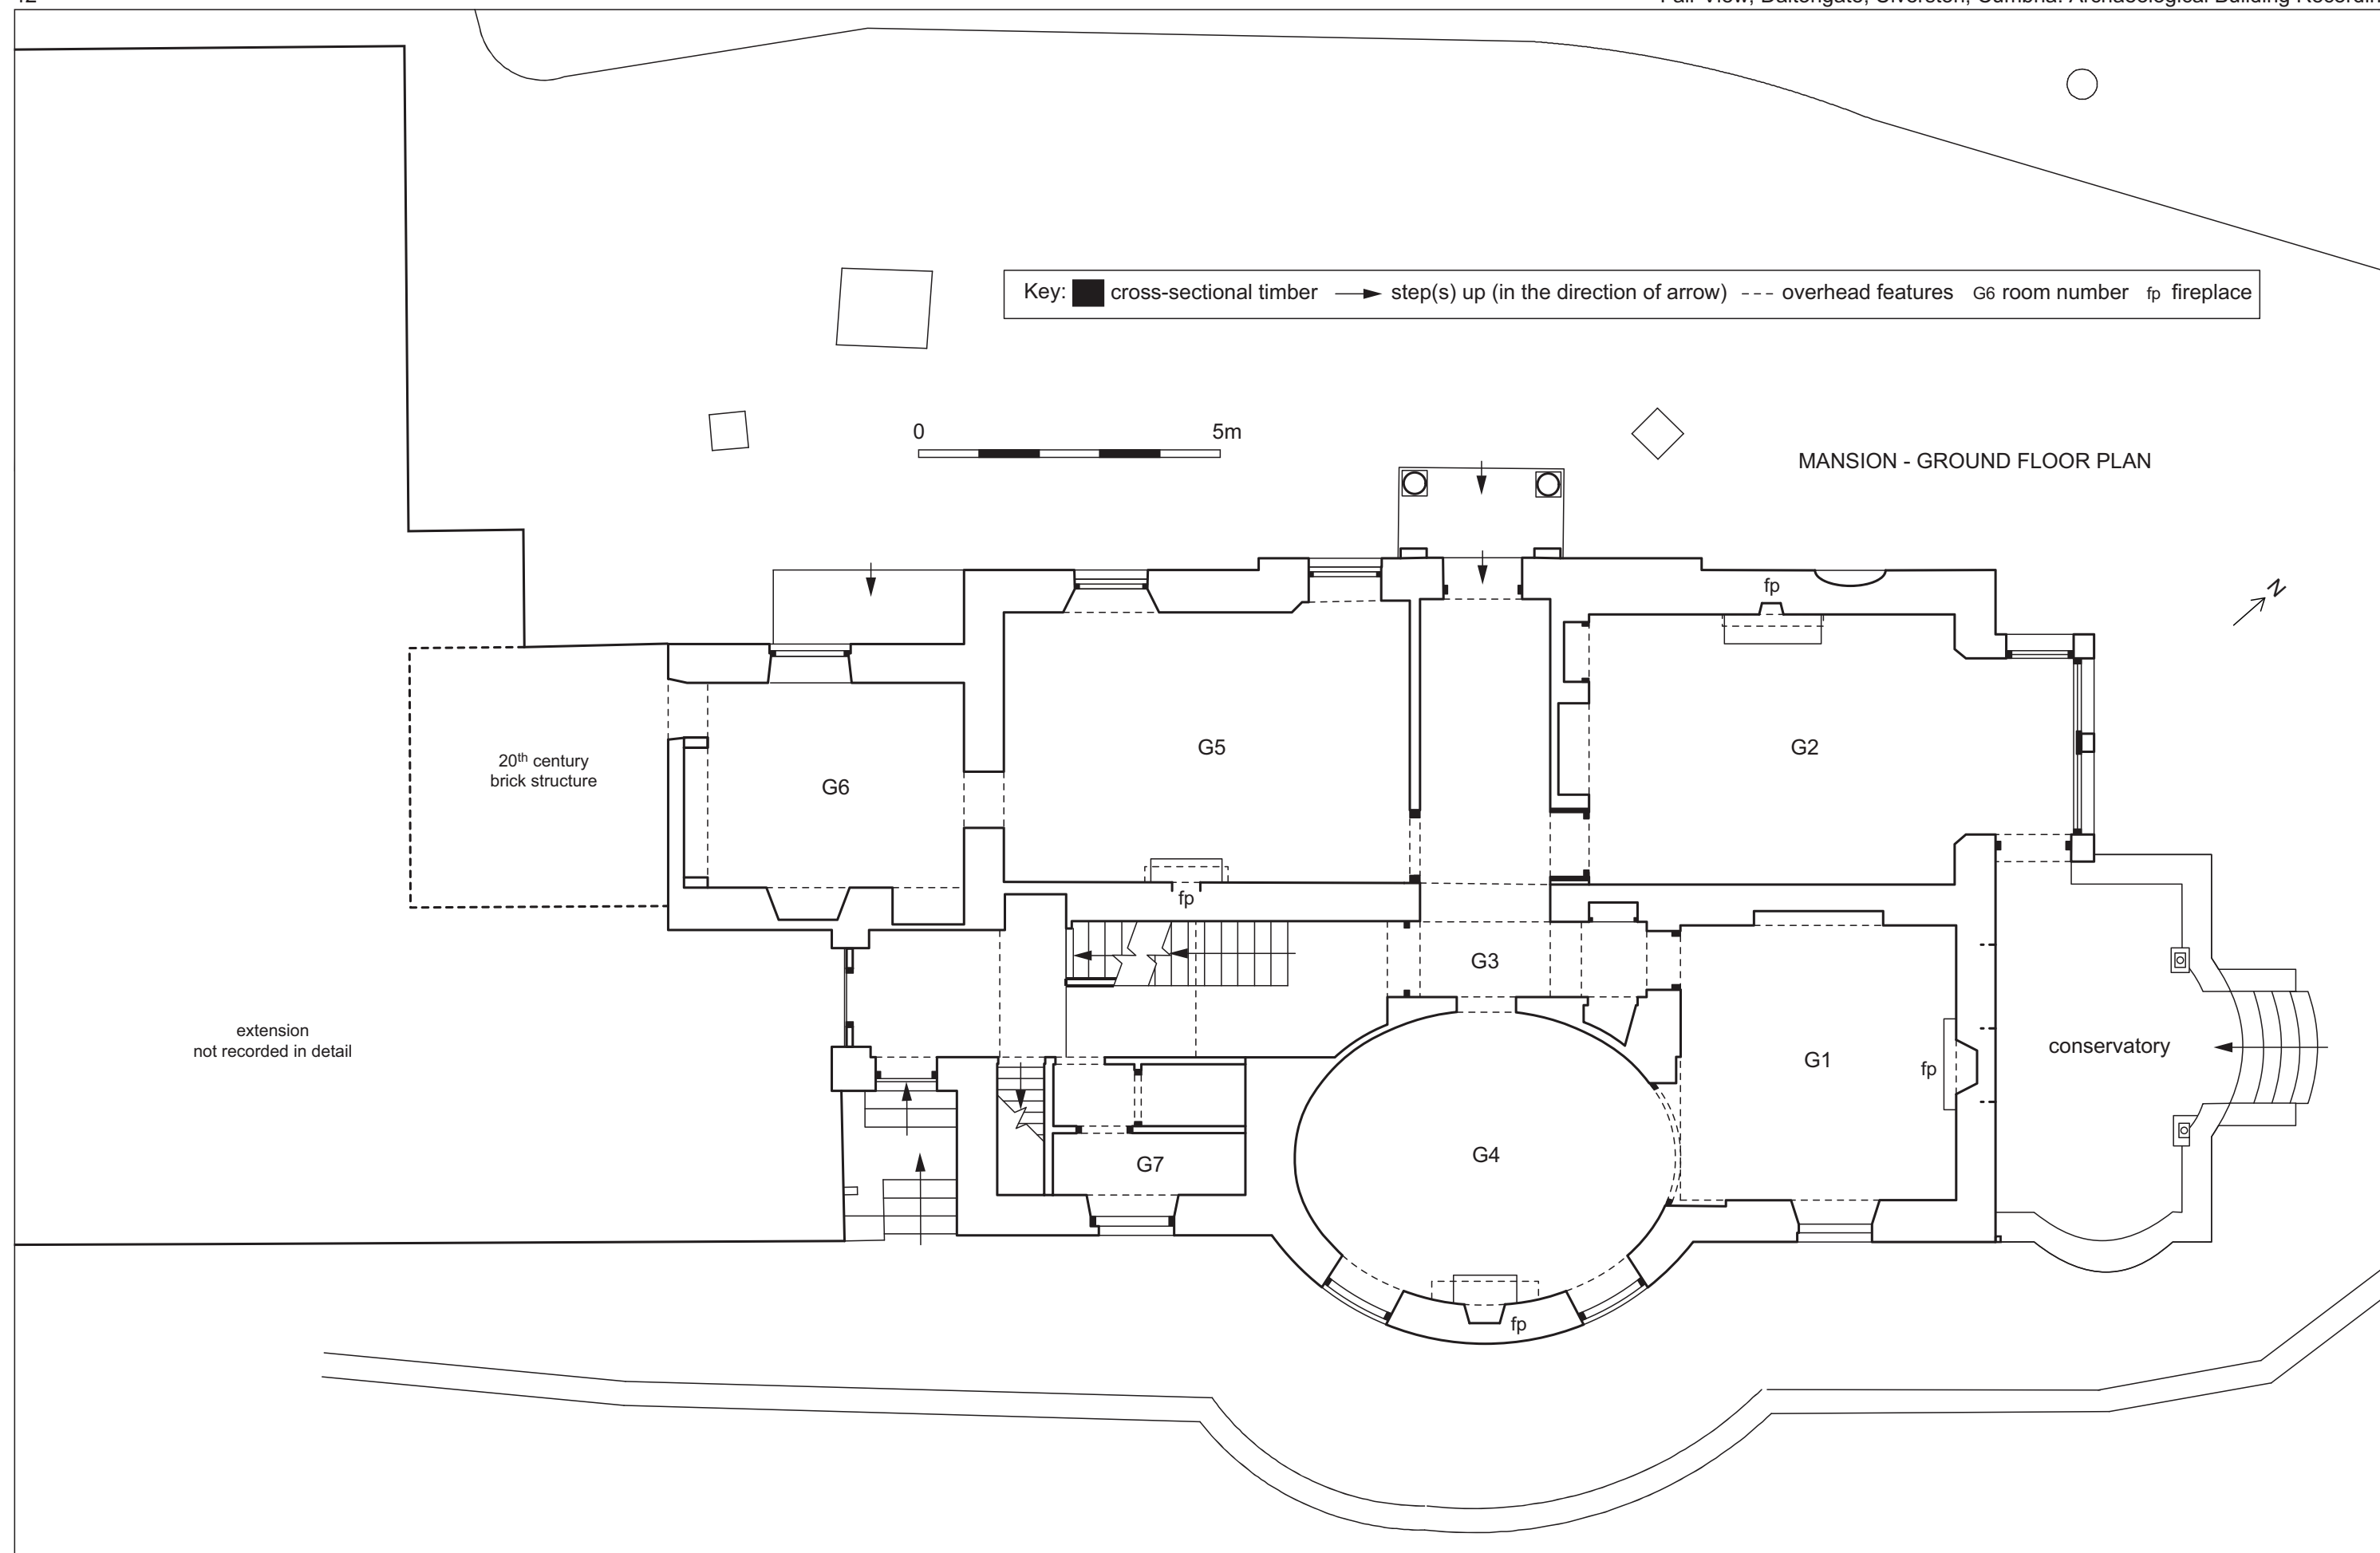 Key: cross-sectional timber step(s) up (in the direction of arrow) overhead features G6 room number fp fireplace
0 5m
MANSION - GROUND FLOOR PLAN
N
fp
G5
G2
20th century
brick structure
G6
fp
G3
extension
not recorded in detail
conservatory
G1
fp
G4
G7
fp